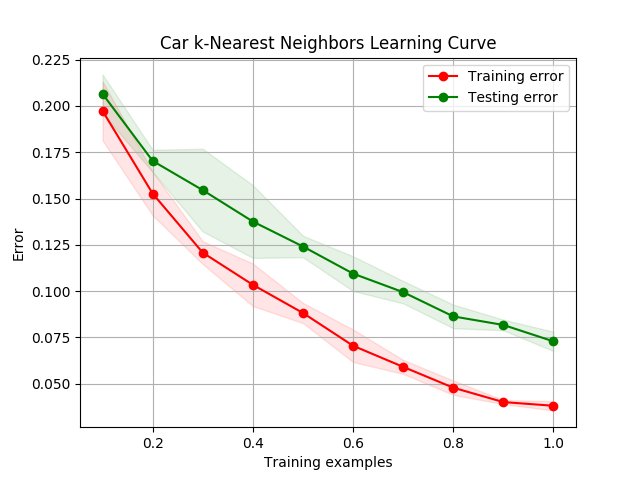 Car k-Nearest Neighbors Learning Curve
Training error
Testing error
Error
0.225
0.200
0.175
0.150
0.125
0.100
0.075
0.050
0.2 0.4 0.6 0.8 1.0
Training examples